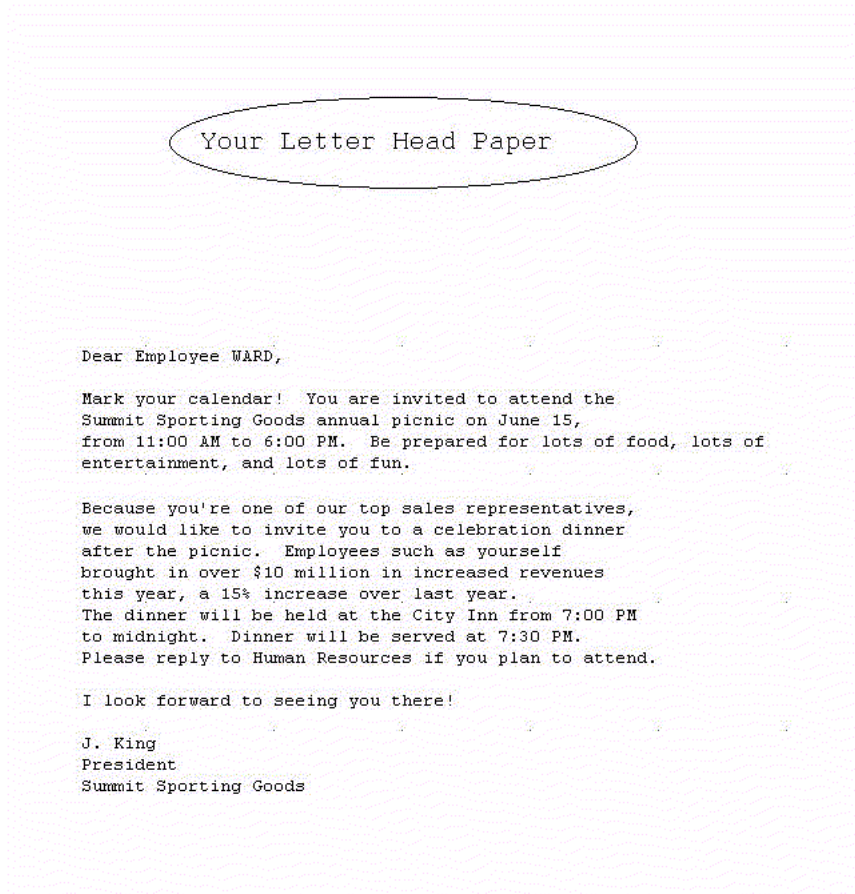 Your Letter Head Paper
Dear Employee WARD,
Mark your calendar!  You are invited to attend the
Summit Sporting Goods annual picnic on June 15,
from 11:00 AM to 6:00 PM.  Be prepared for lots of food, lots of
entertainment, and lots of fun.
Because you're one of our top sales representatives,
we would like to invite you to a celebration dinner
after the picnic.  Employees such as yourself
brought in over $10 million in increased revenues
this year, a 15% increase over last year.
The dinner will be held at the City Inn from 7:00 PM
to midnight.  Dinner will be served at 7:30 PM.
Please reply to Human Resources if you plan to attend.
I look forward to seeing you there!
J. King
President
Summit Sporting Goods